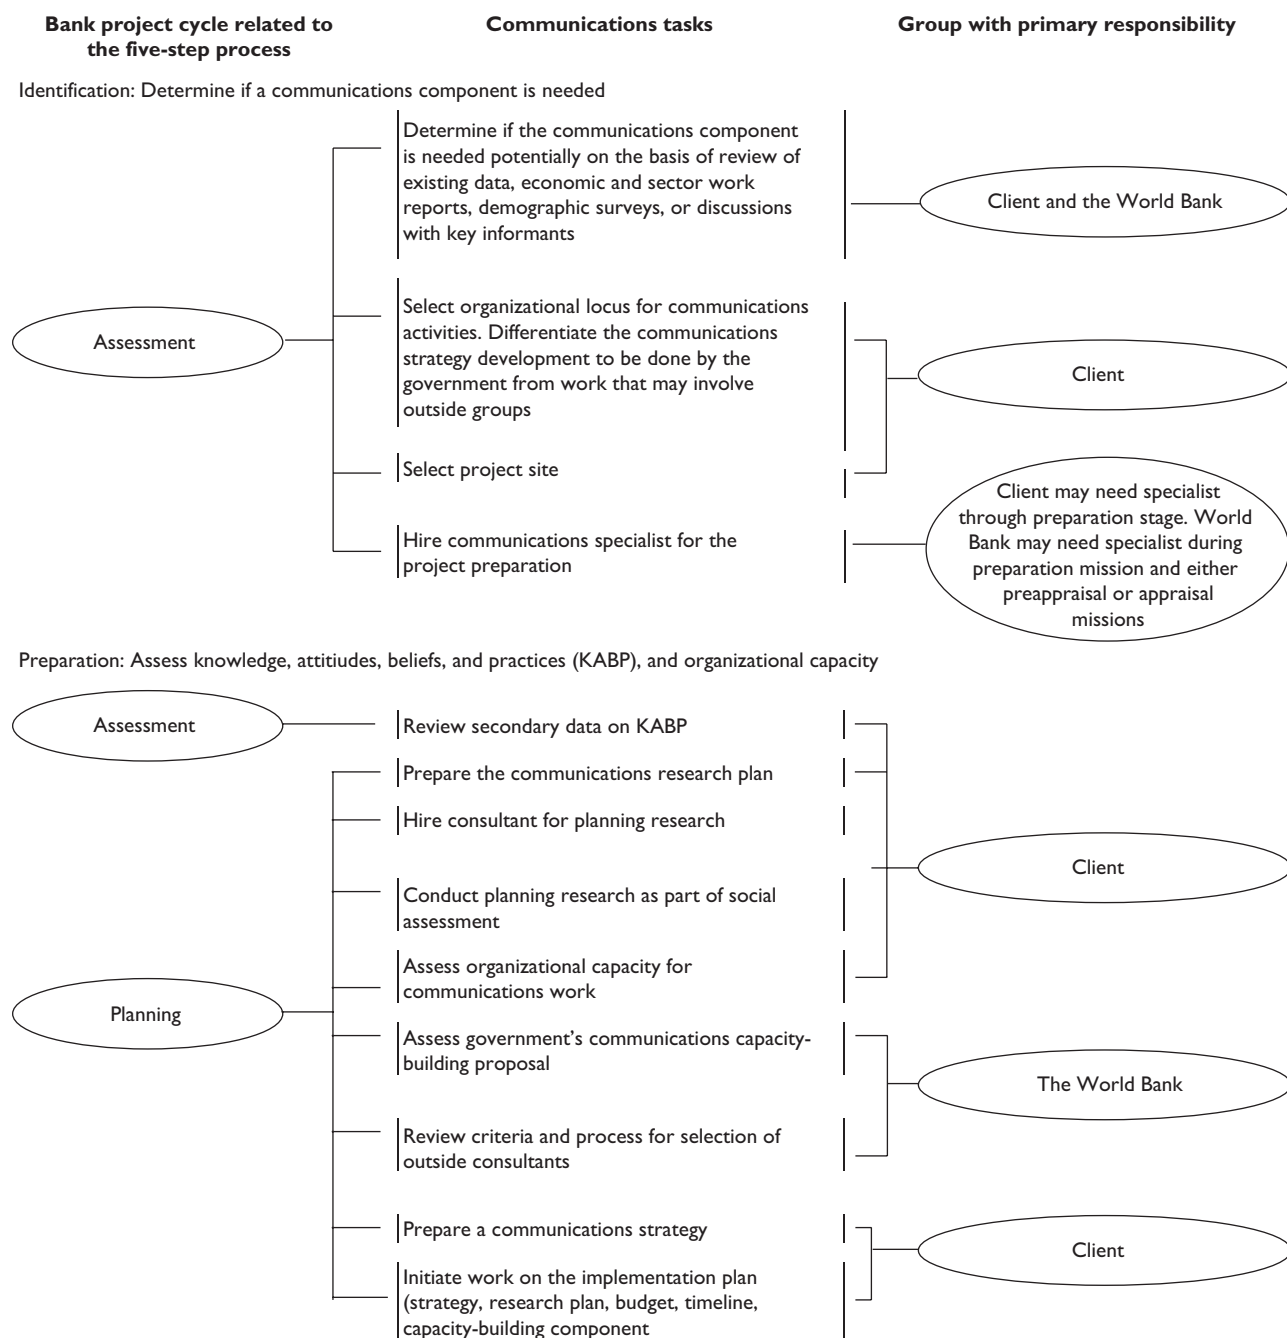 Bank project cycle related to
the five-step process
Communications tasks
Group with primary responsibility
Identification: Determine if a communications component is needed
Assessment
Determine if the communications component
is needed potentially on the basis of review of
existing data, economic and sector work
reports, demographic surveys, or discussions
with key informants
Client and the World Bank
Select organizational locus for communications
activities. Differentiate the communications
strategy development to be done by the
government from work that may involve
outside groups
Client
Select project site
Hire communications specialist for the
project preparation
Client may need specialist
through preparation stage. World
Bank may need specialist during
preparation mission and either
preappraisal or appraisal
missions
Preparation: Assess knowledge, attitiudes, beliefs, and practices (KABP), and organizational capacity
Assessment
Review secondary data on KABP
Planning
Prepare the communications research plan
Hire consultant for planning research
Conduct planning research as part of social
assessment
Assess organizational capacity for
communications work
Client
Assess government’s communications capacity-
building proposal
Review criteria and process for selection of
outside consultants
The World Bank
Prepare a communications strategy
Initiate work on the implementation plan
(strategy, research plan, budget, timeline,
capacity-building component
Client